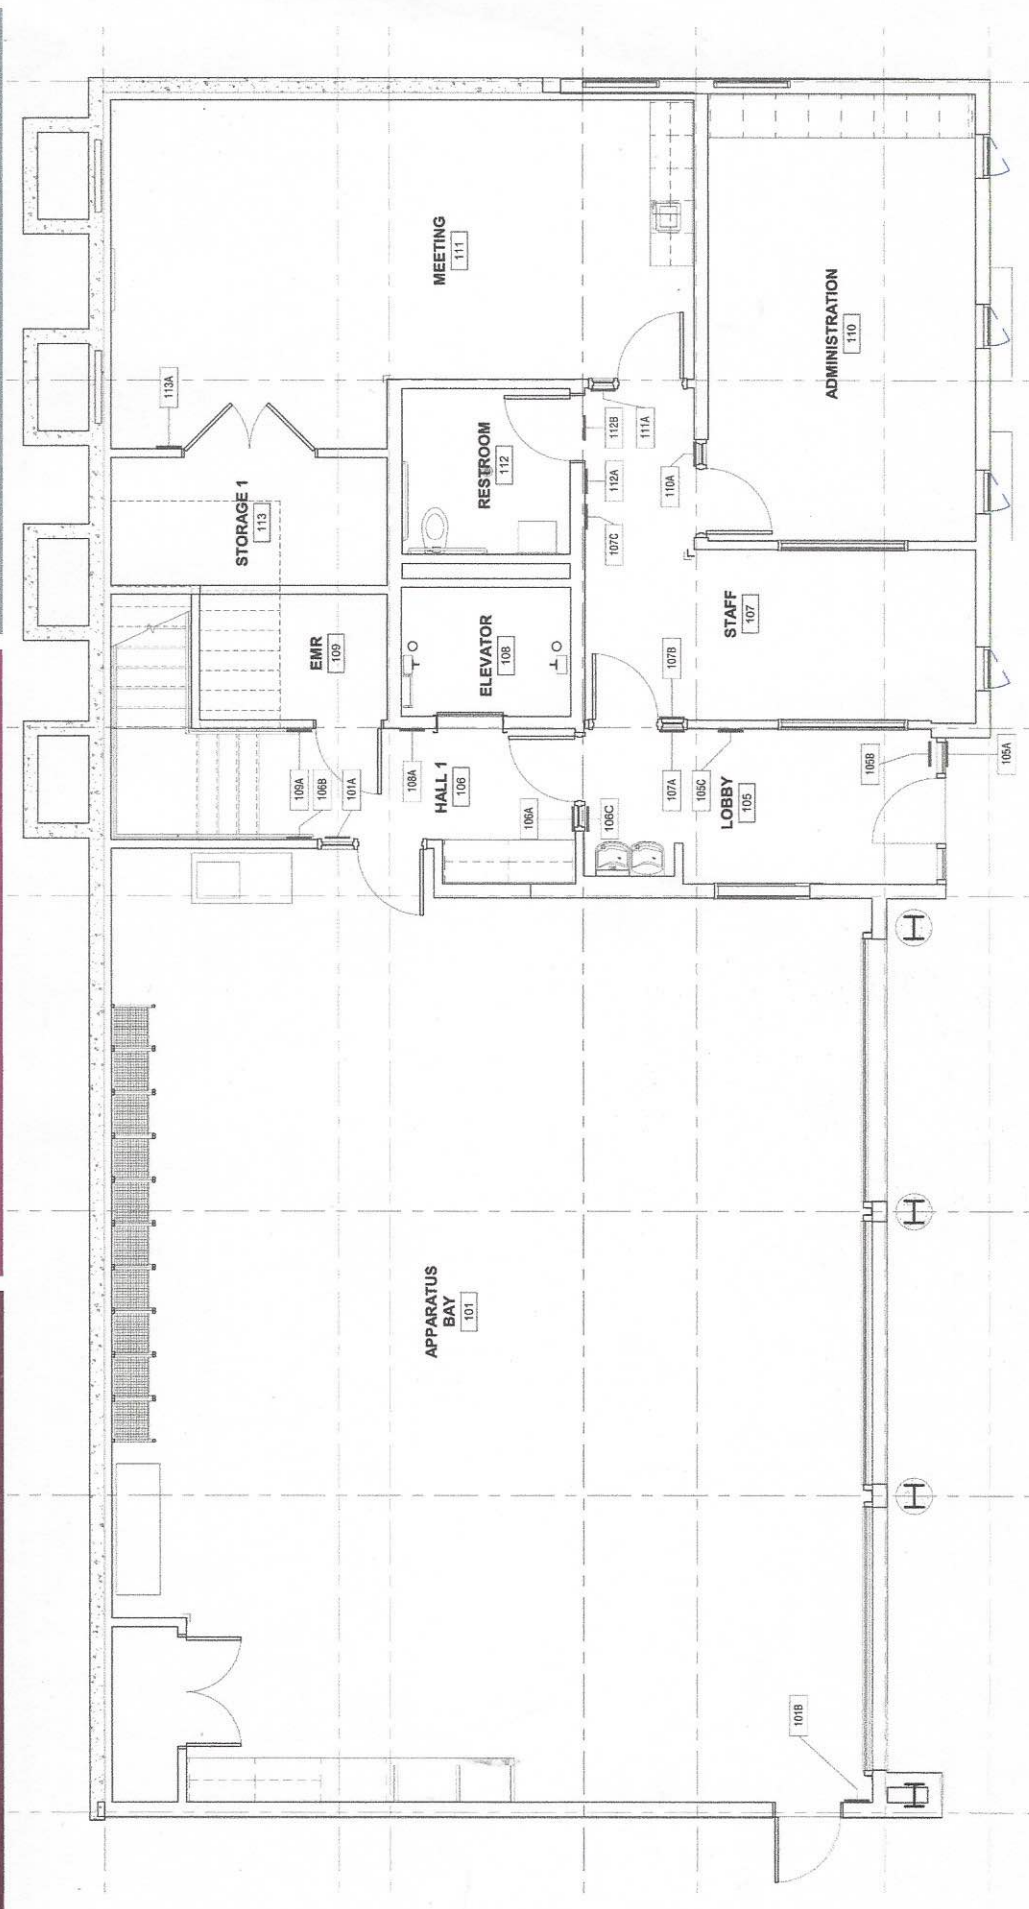 113A
STORAGE 1
113
109A
106B
101A
EMR
109
108A
MEETING
111
APPARATUS
BAY
101
HALL 1
106
ELEVATOR
108
RESTROOM
112
106A
106C
107C
112A
112B
111A
110A
107B
107A
105C
STAFF
107
LOBBY
105
101B
ADMINISTRATION
110
105B
105A